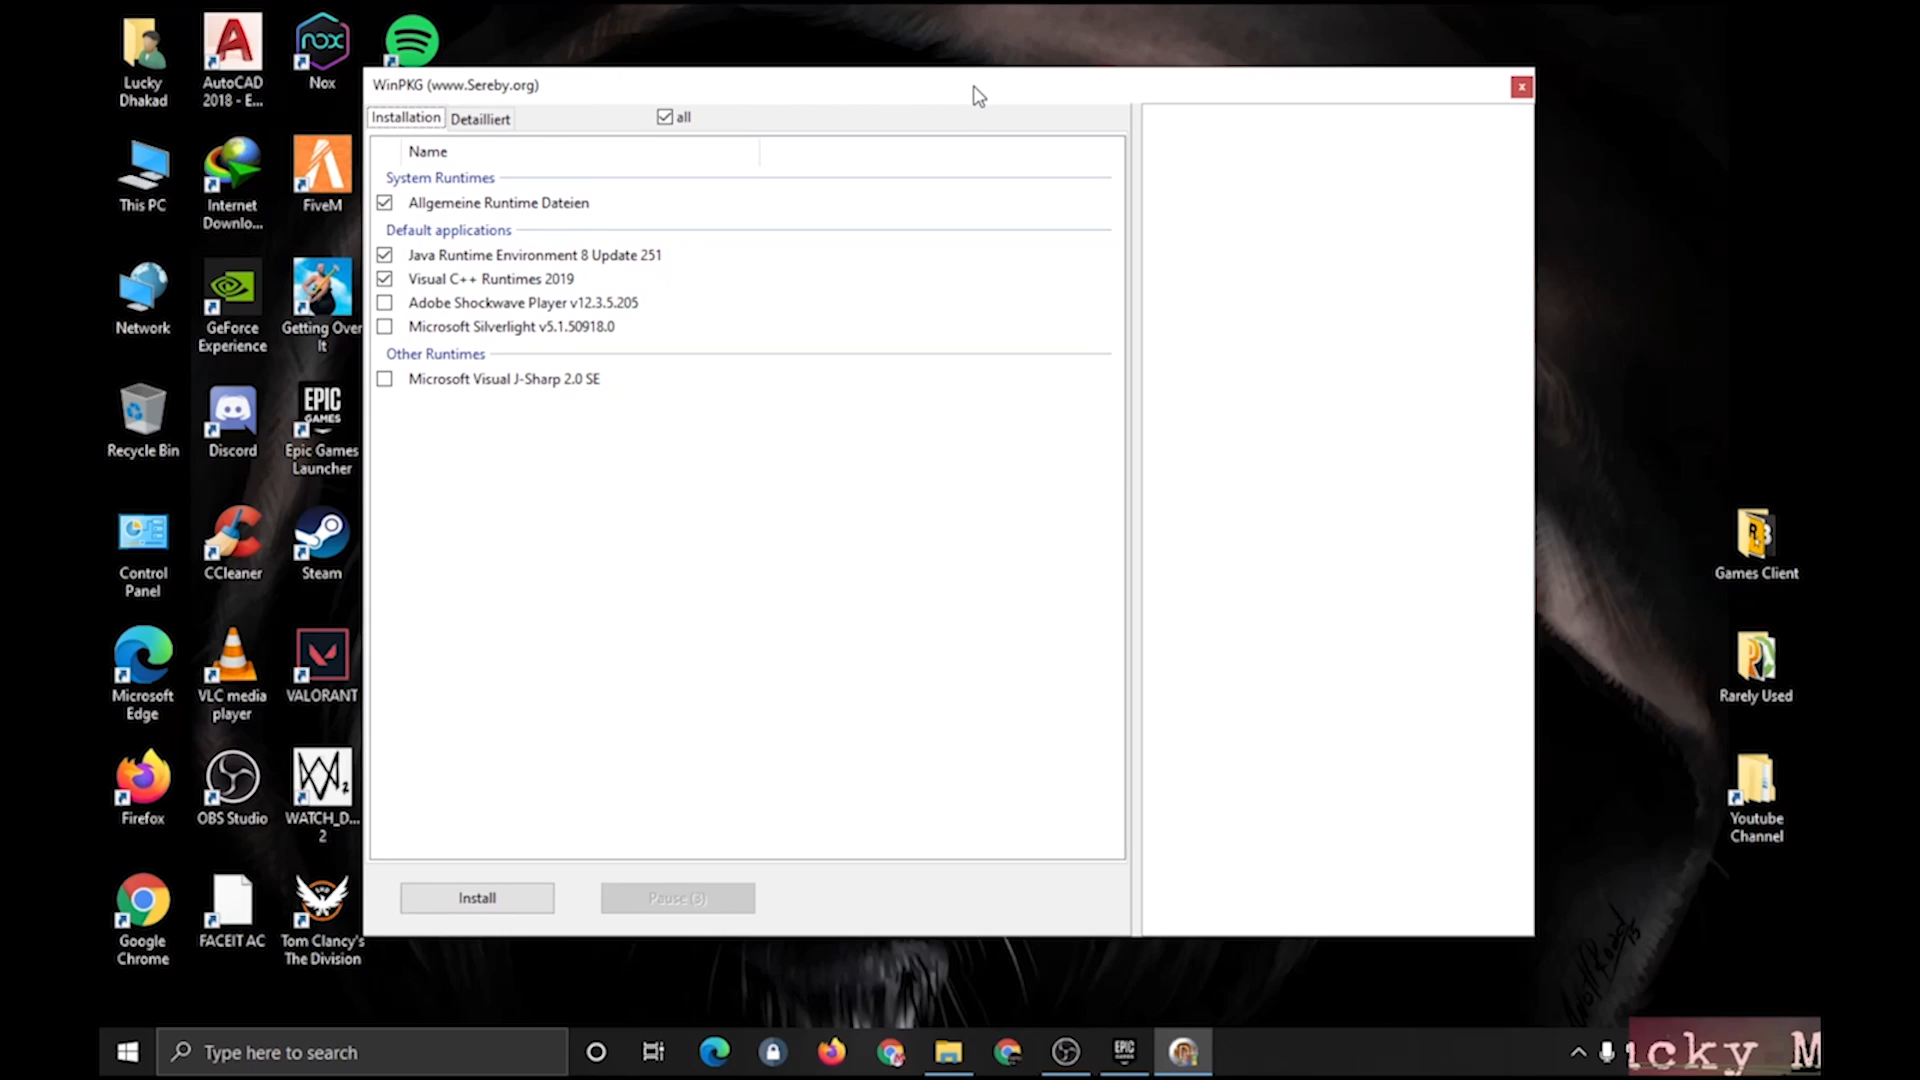 Lucky
Dhakad
AutoCAD
2018 - E...
nox
Nox
WinPKG (www.Sereby.org)
x
Installation
Detailliert
all
Name
System Runtimes
Allgemeine Runtime Dateien
Default applications
Java Runtime Environment 8 Update 251
Visual C++ Runtimes 2019
Adobe Shockwave Player v12.3.5.205
Microsoft Silverlight v5.1.50918.0
Other Runtimes
Microsoft Visual J-Sharp 2.0 SE
Install
Pause (3)
This PC
Internet
Downlo...
FiveM
Network
GeForce
Experience
Getting Over
It
Recycle Bin
Discord
EPIC
GAMES
Epic Games
Launcher
Control
Panel
CCleaner
Steam
Microsoft
Edge
VLC media
player
VALORANT
Firefox
OBS Studio
WATCH_D...
2
Google
Chrome
FACEIT AC
Tom Clancy's
The Division
Games Client
Rarely Used
Youtube
Channel
Type here to search
EPIC
icky M